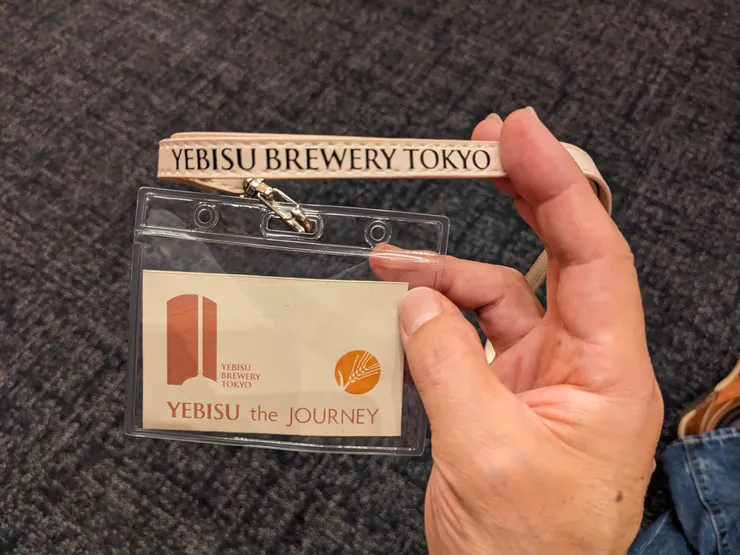 YEBISU BREWERY TOKYO
YEBISU
BREWERY
TOKYO
YEBISU the JOURNEY